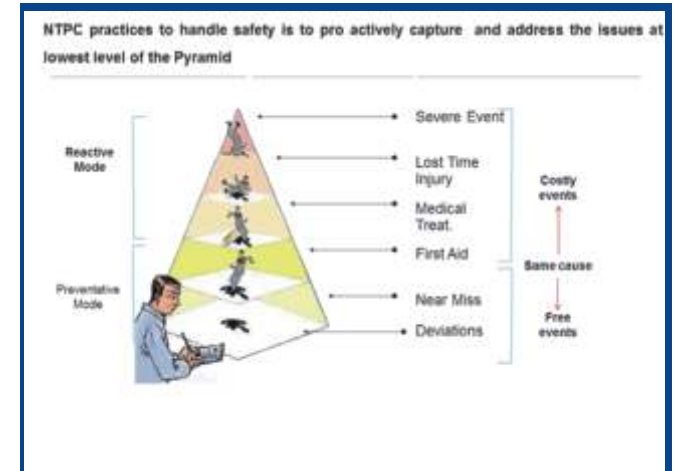 NTPC practices to handle safety is to pro actively capture and address the issues at
lowest level of the Pyramid
Severe Event
Reactive
Mode
Lost Time
Injury
Costly
events
Medical
Treat.
First Aid
Same cause
Preventative
Mode
Near Miss
Free
events
Deviations